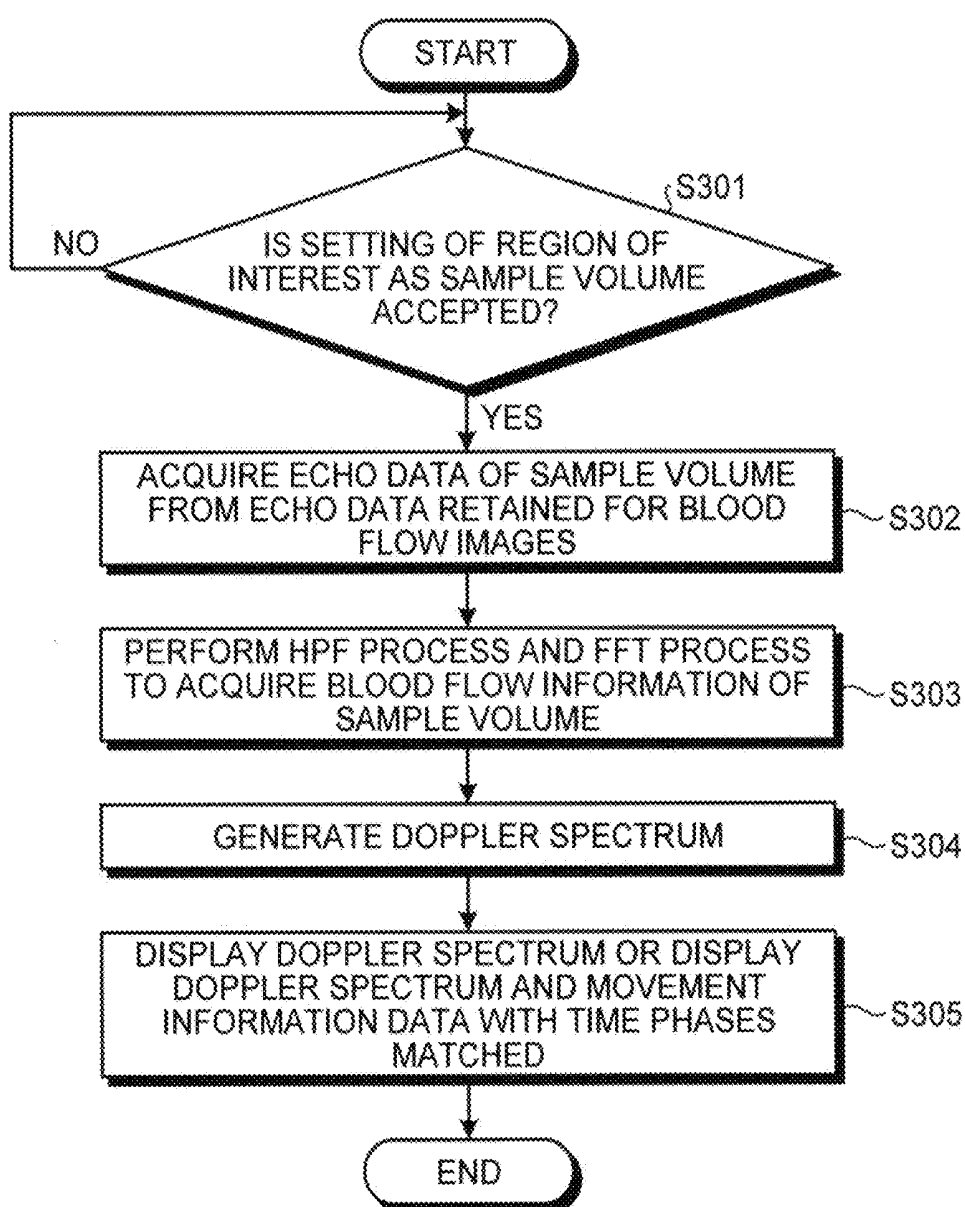 START
S301
NO
IS SETTING OF REGION OF
INTEREST AS SAMPLE VOLUME
ACCEPTED?
YES
ACQUIRE ECHO DATA OF SAMPLE VOLUME
FROM ECHO DATA RETAINED FOR BLOOD
FLOW IMAGES
S302
PERFORM HPF PROCESS AND FFT PROCESS
TO ACQUIRE BLOOD FLOW INFORMATION OF
SAMPLE VOLUME
S303
GENERATE DOPPLER SPECTRUM
S304
DISPLAY DOPPLER SPECTRUM OR DISPLAY
DOPPLER SPECTRUM AND MOVEMENT
INFORMATION DATA WITH TIME PHASES
MATCHED
S305
END